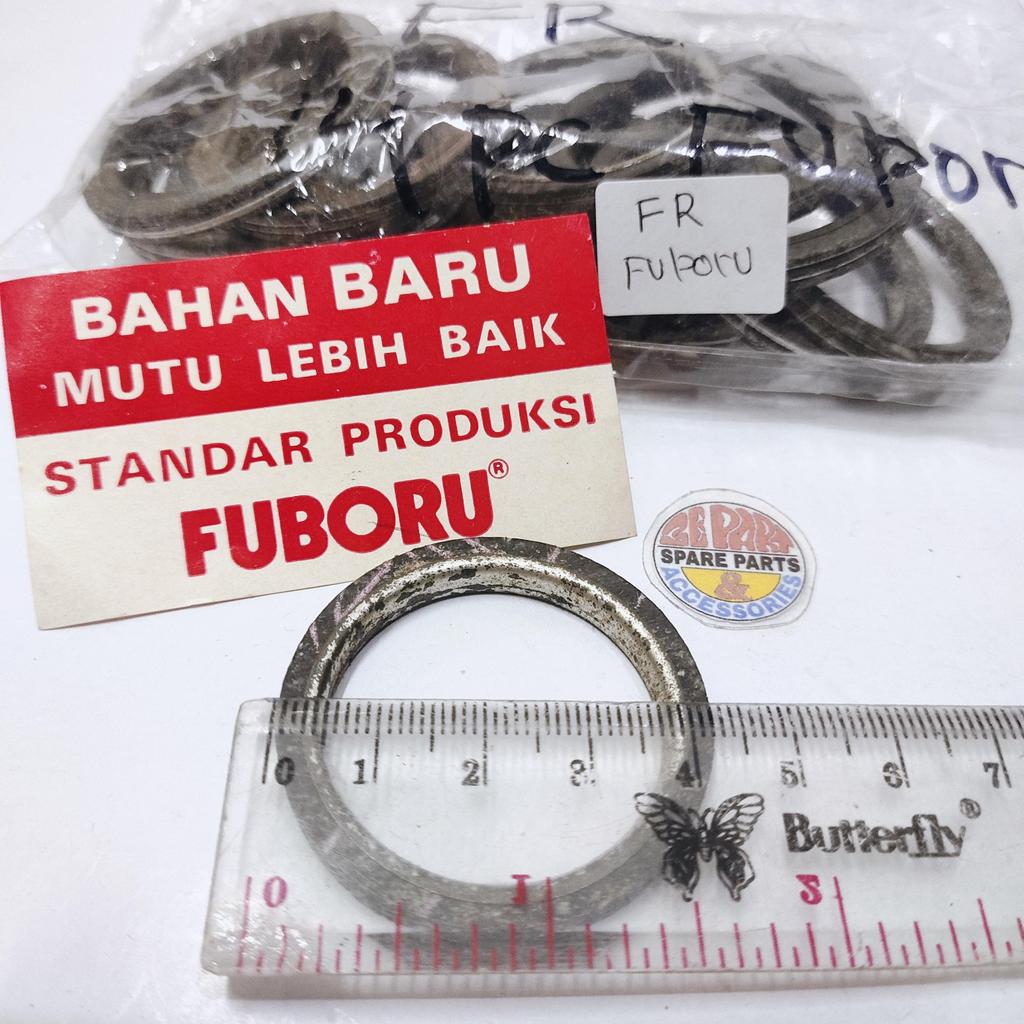 FR
FUboru
FR
Fuboru
BAHAN BARU
MUTU LEBIH BAIK
STANDAR PRODUKSI
FUBORU®
SPARE PARTS
&
ACCESSORIES
0 1 2 3 4 5 6 7
Butterfly®
0 1 2